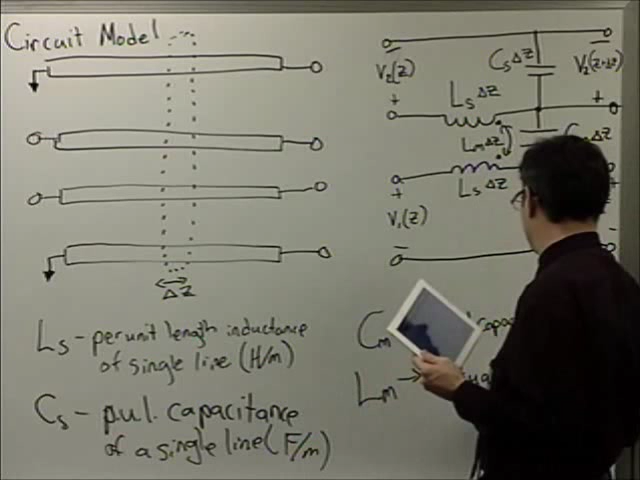 Circuit Model
ΔZ
Ls - per unit length inductance
of single line (H/m)
Cs - p.u.l. capacitance
of a single line (F/m)
CsΔZ
V2(Z)
V2(Z+ΔZ)
+
LsΔZ
+
LmΔZ
LsΔZ
+
V1(Z)
Cm
Lm →